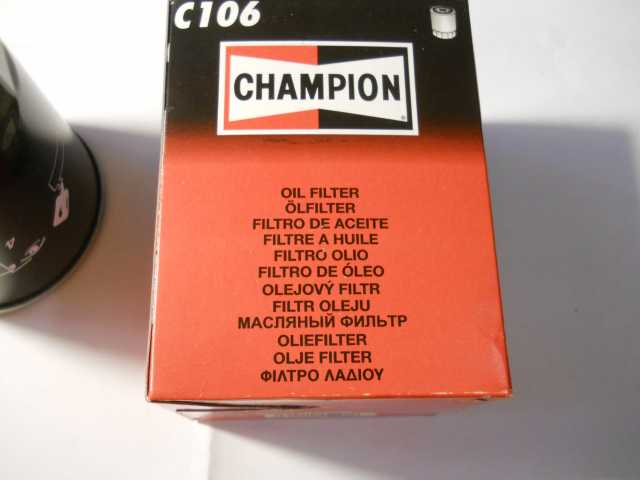 C106
CHAMPION
OIL FILTER
ÖLFILTER
FILTRO DE ACEITE
FILTRE A HUILE
FILTRO OLIO
FILTRO DE ÓLEO
OLEJOVÝ FILTR
FILTR OLEJU
МАСЛЯНЫЙ ФИЛЬТР
OLIEFILTER
OLJE FILTER
ΦΙΛΤΡΟ ΛΑΔΙΟΥ